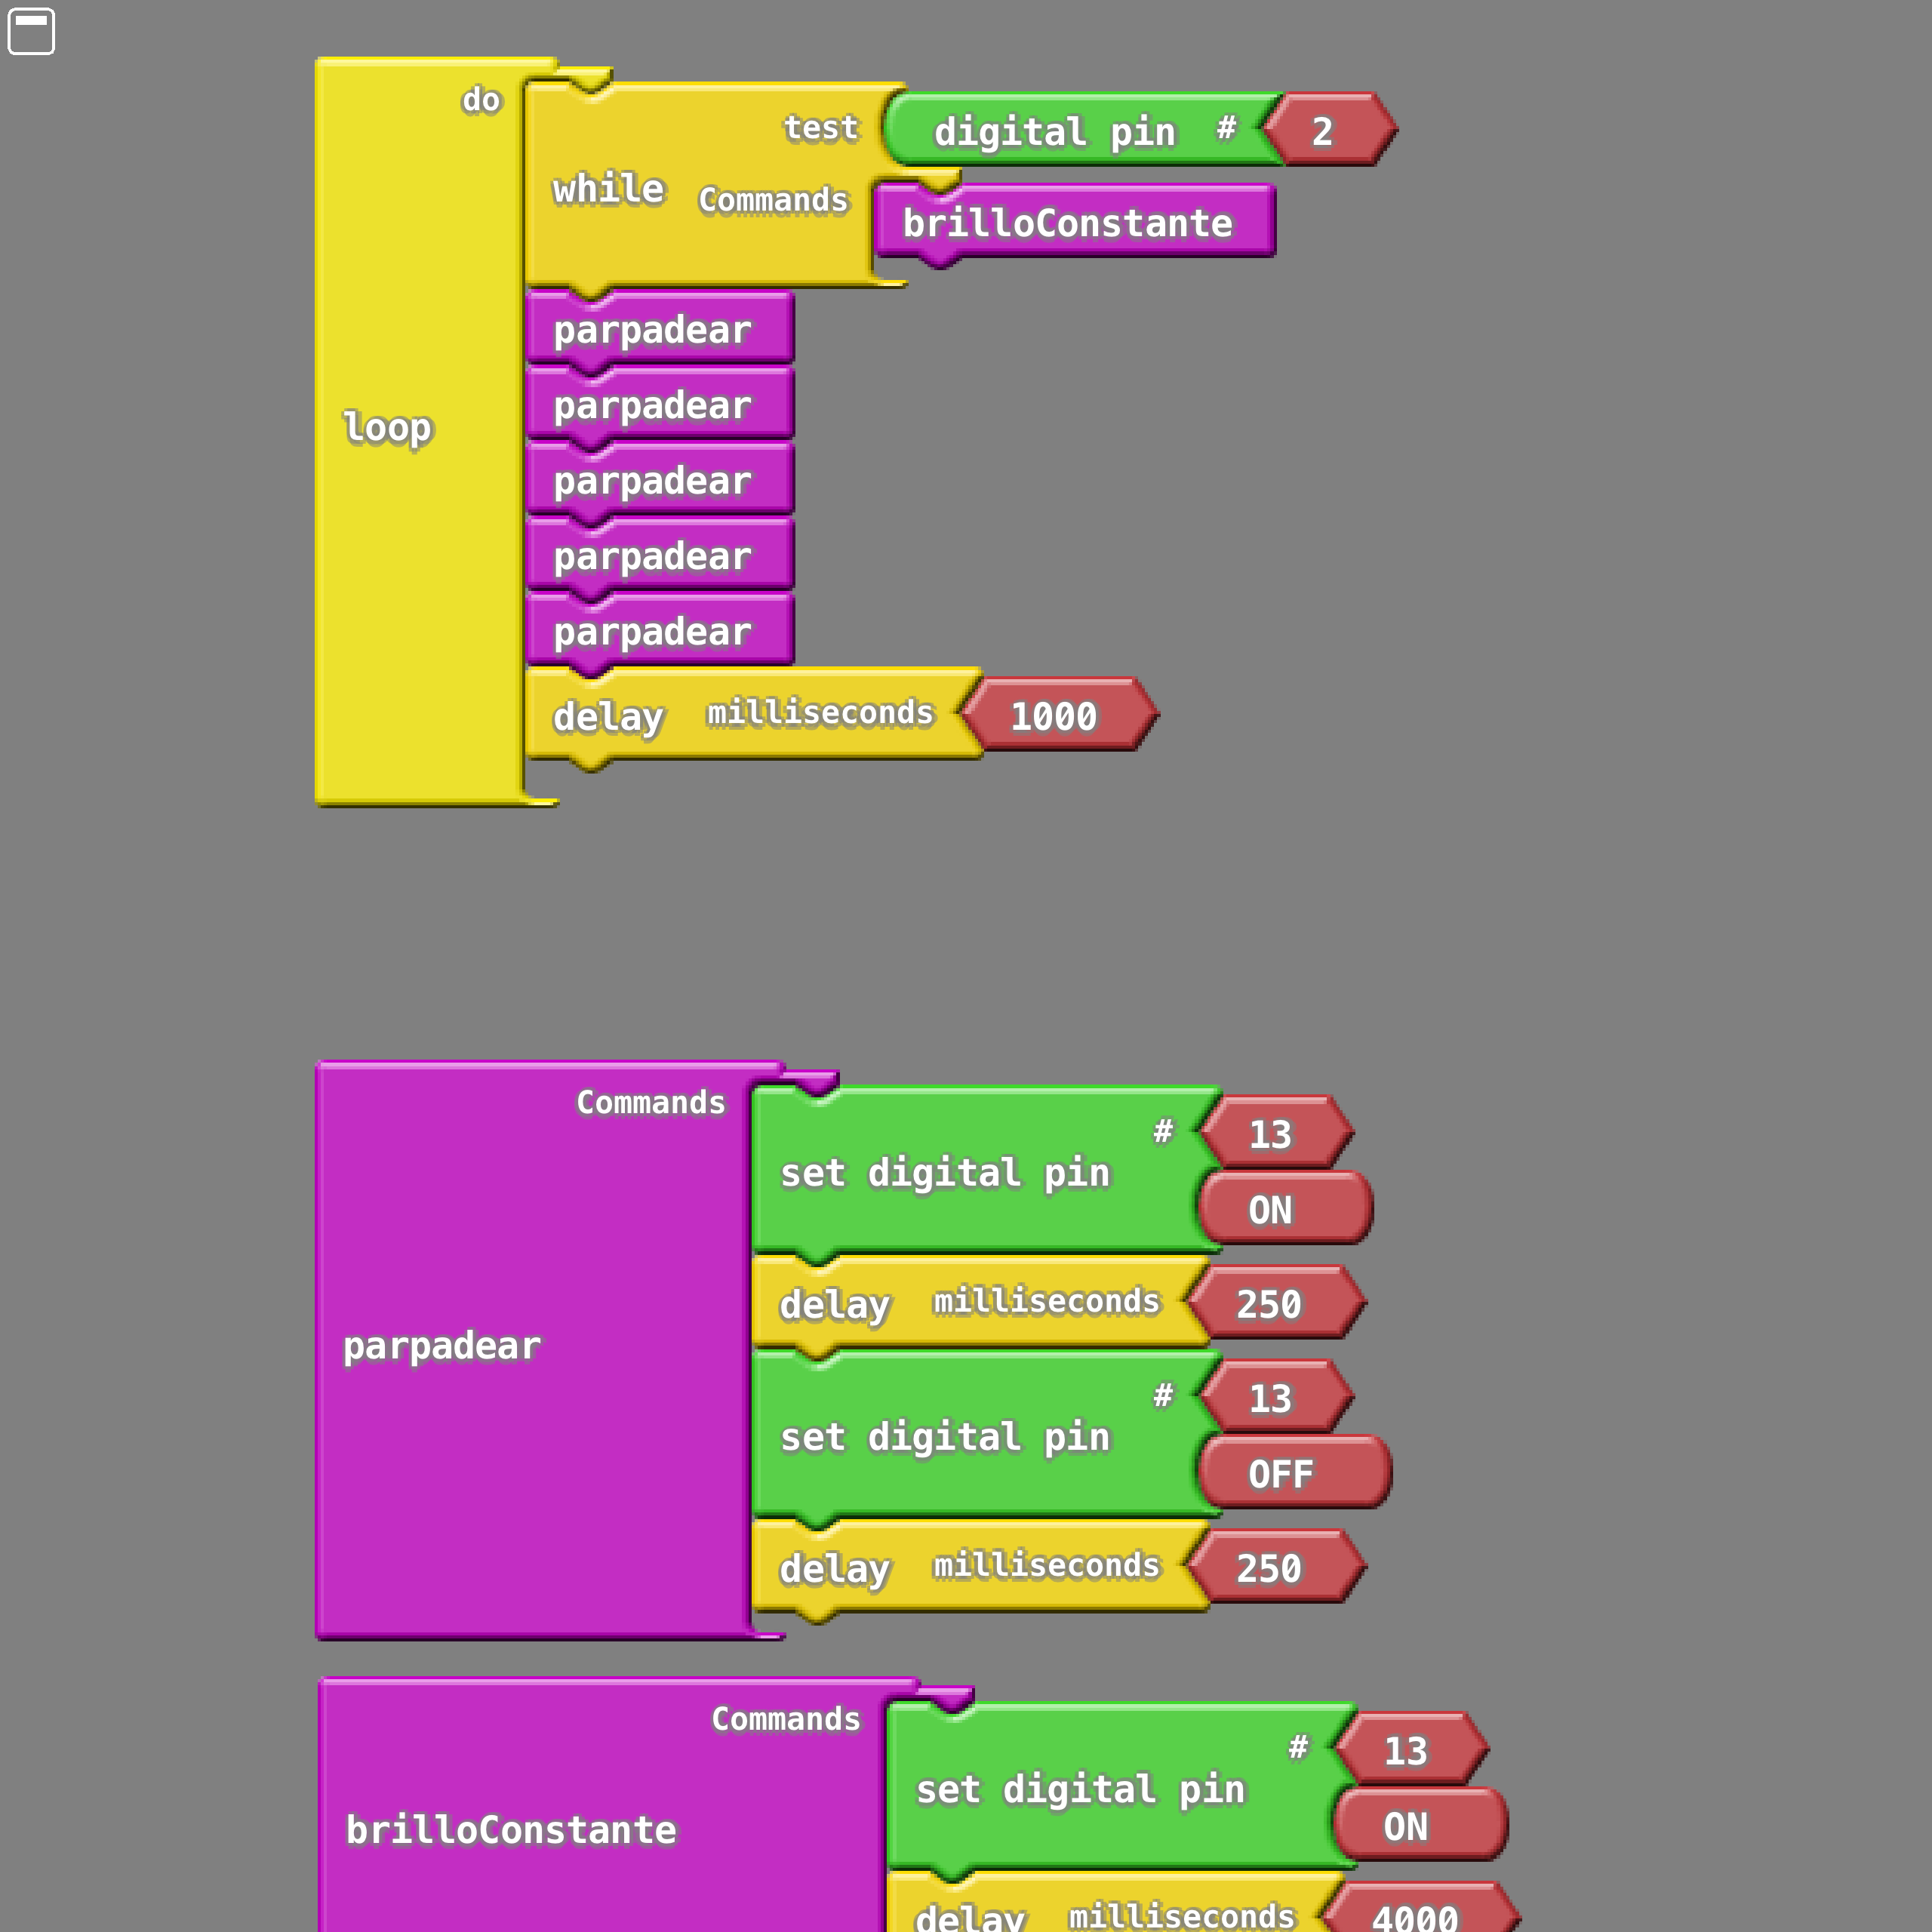 do
test digital pin # 2
while Commands
brilloConstante
parpadear
parpadear
loop
parpadear
parpadear
parpadear
delay milliseconds 1000
Commands
# 13
set digital pin
ON
delay milliseconds 250
parpadear
# 13
set digital pin
OFF
delay milliseconds 250
Commands
# 13
set digital pin
ON
brilloConstante
delay milliseconds 4000